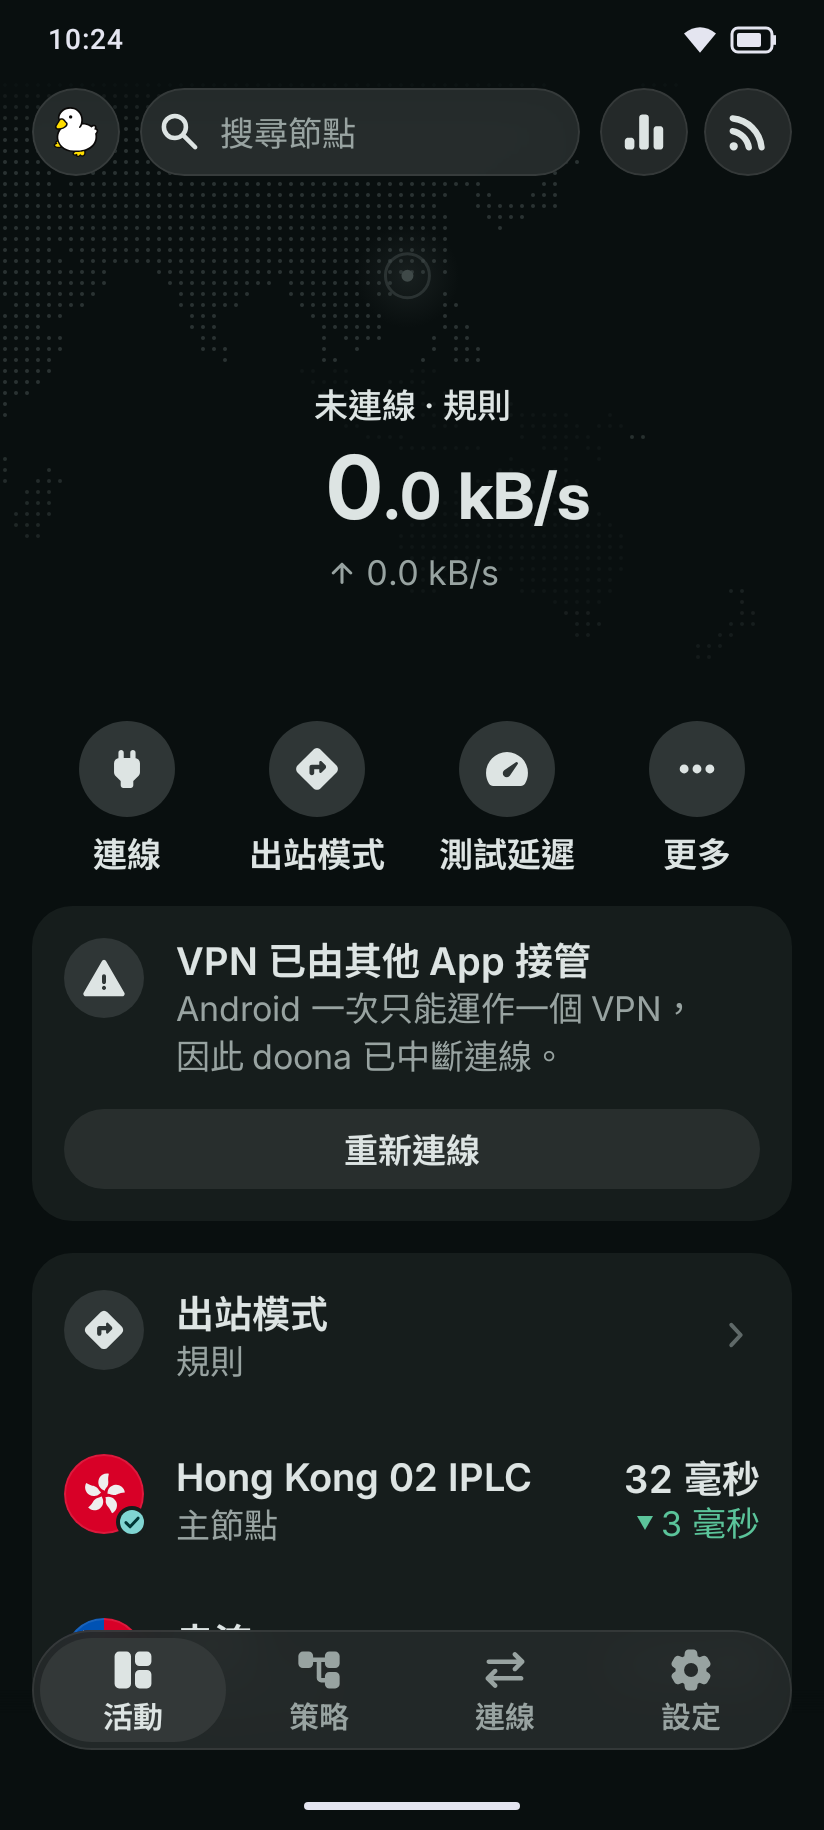 10:24
搜尋節點
未連線 · 規則
0.0 kB/s
↑ 0.0 kB/s
連線
出站模式
測試延遲
更多
VPN 已由其他 App 接管
Android 一次只能運作一個 VPN，
因此 doona 已中斷連線。
重新連線
出站模式
規則
Hong Kong 02 IPLC
32 毫秒
主節點
▼3 毫秒
活動
策略
連線
設定